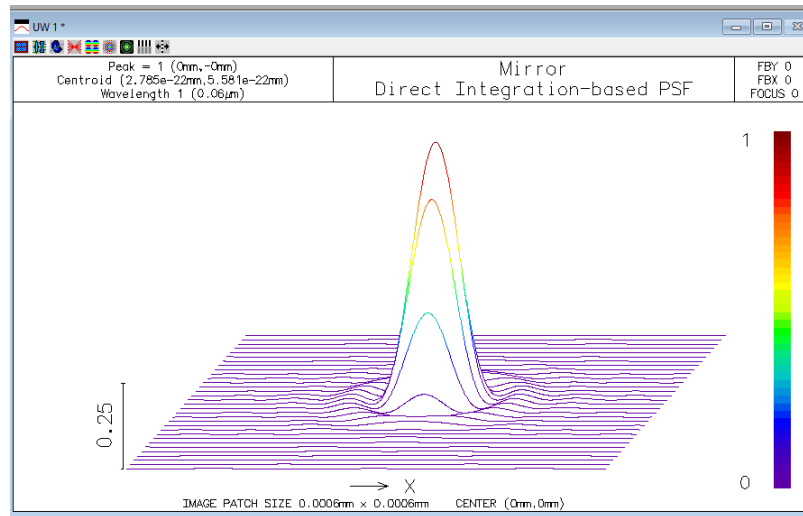 UW 1 *
Peak = 1 (0mm,-0mm)
Centroid (2.785e-22mm,5.581e-22mm)
Wavelength 1 (0.06µm)
Mirror
Direct Integration-based PSF
FBY 0
FBX 0
FOCUS 0
1
0.25
0
X
IMAGE PATCH SIZE 0.0006mm × 0.0006mm CENTER (0mm,0mm)